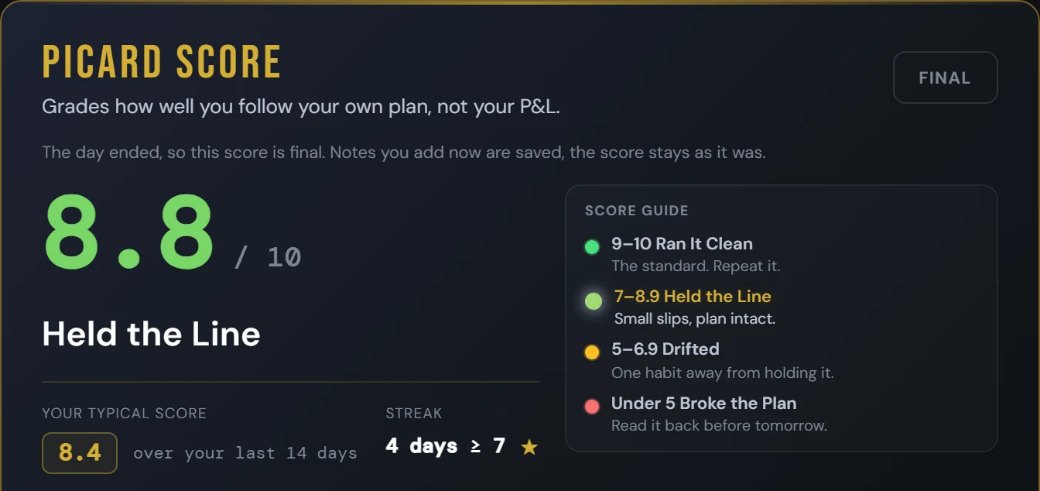 PICARD SCORE
FINAL
Grades how well you follow your own plan, not your P&L.
The day ended, so this score is final. Notes you add now are saved, the score stays as it was.
8.8 / 10
Held the Line
YOUR TYPICAL SCORE
8.4 over your last 14 days
STREAK
4 days ≥ 7 ★
SCORE GUIDE
9–10 Ran It Clean
The standard. Repeat it.
7–8.9 Held the Line
Small slips, plan intact.
5–6.9 Drifted
One habit away from holding it.
Under 5 Broke the Plan
Read it back before tomorrow.